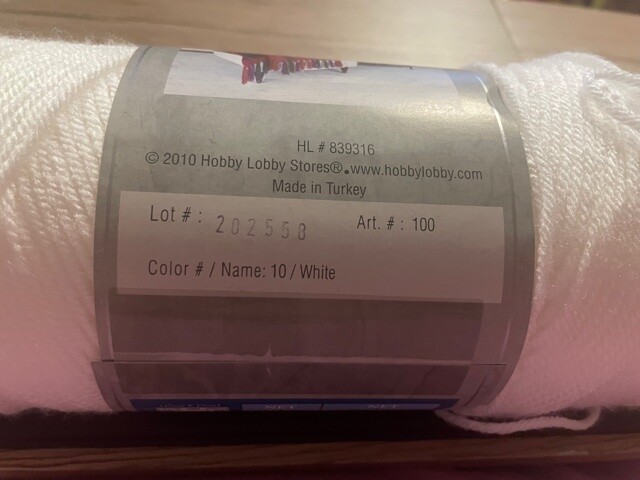 HL # 839316
© 2010 Hobby Lobby Stores®.www.hobbylobby.com
Made in Turkey
Lot # : 202558 Art. # : 100
Color # / Name: 10 / White